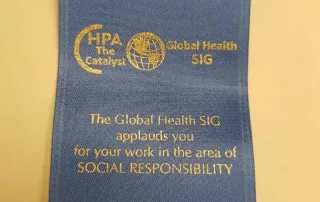 HPA
The
Catalyst
Global Health
SIG
The Global Health SIG
applauds you
for your work in the area of
SOCIAL RESPONSIBILITY